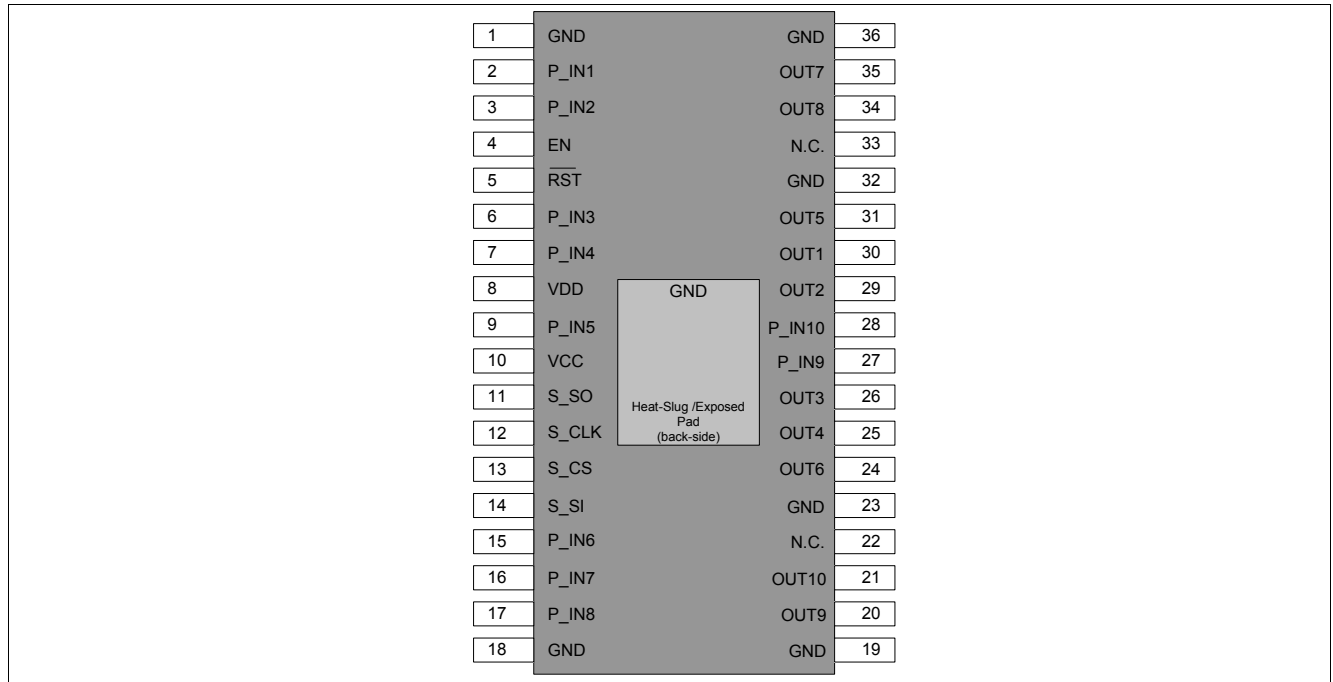 1 GND GND 36
2 P_IN1 OUT7 35
3 P_IN2 OUT8 34
4 EN N.C. 33
5 R̅S̅T̅ GND 32
6 P_IN3 OUT5 31
7 P_IN4 OUT1 30
8 VDD GND OUT2 29
9 P_IN5 P_IN10 28
10 VCC P_IN9 27
11 S_SO Heat-Slug /Exposed OUT3 26
Pad
12 S_CLK (back-side) OUT4 25
13 S_CS OUT6 24
14 S_SI GND 23
15 P_IN6 N.C. 22
16 P_IN7 OUT10 21
17 P_IN8 OUT9 20
18 GND GND 19